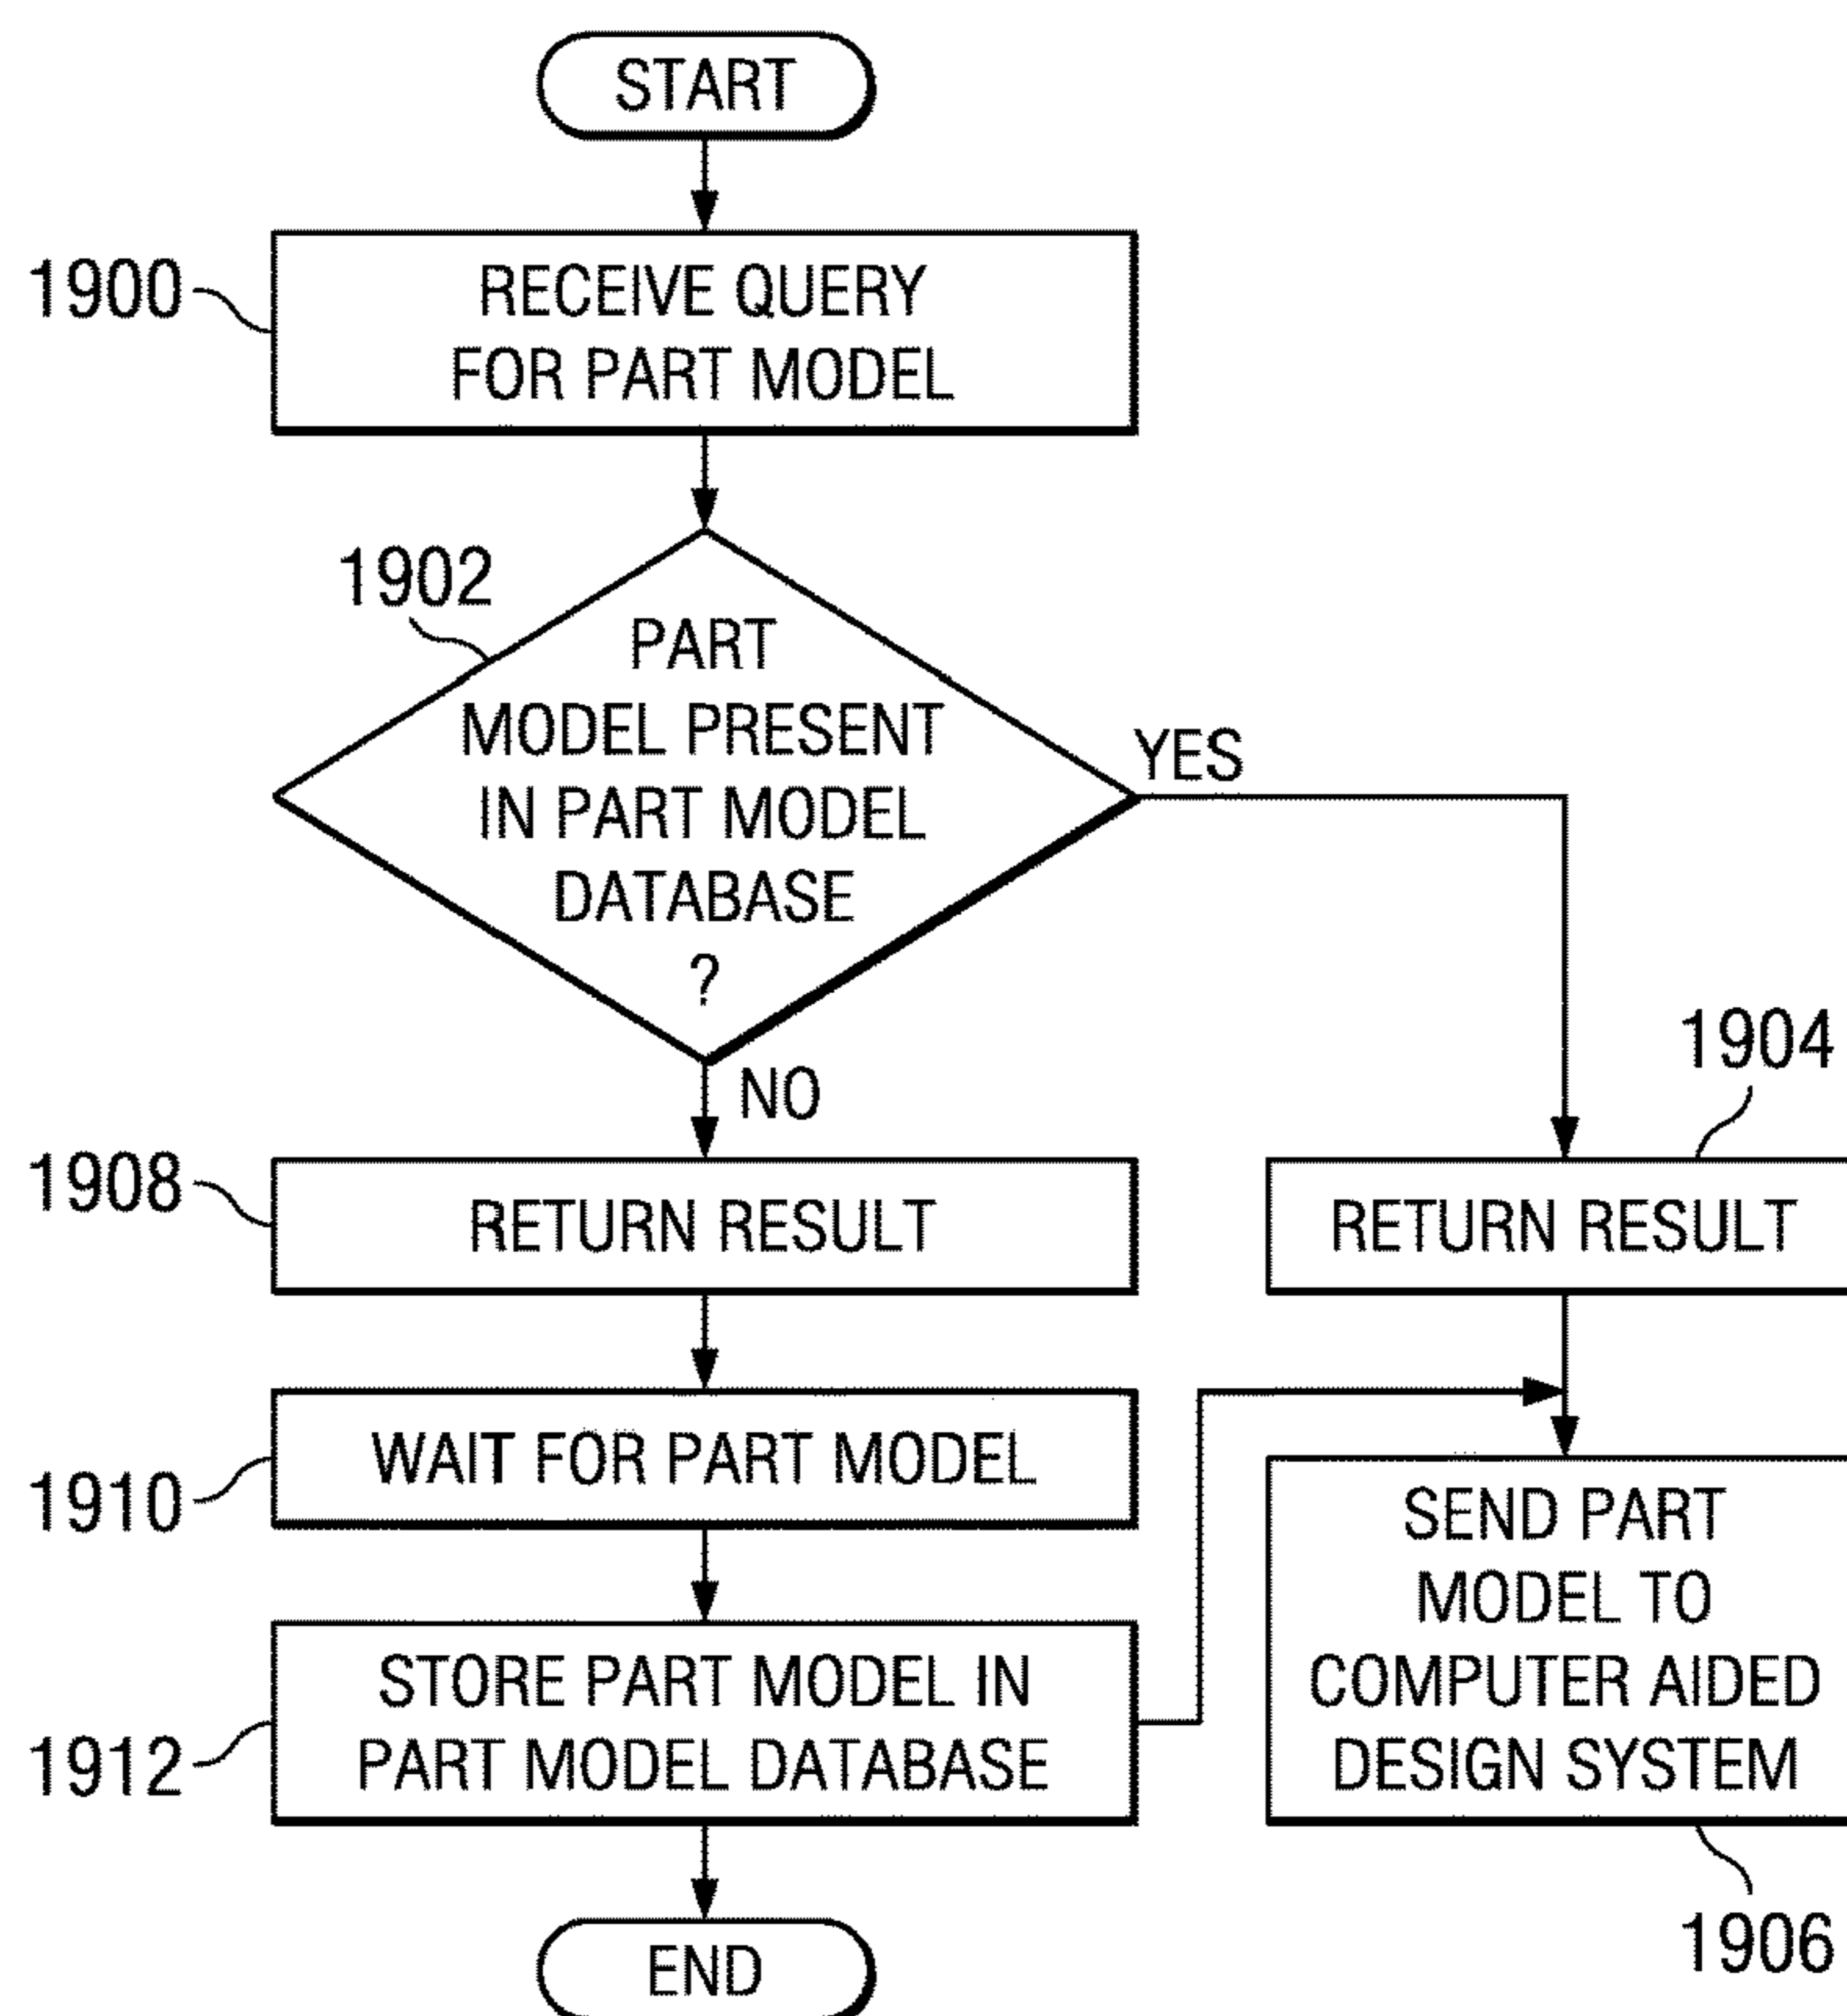 START
1900
RECEIVE QUERY
FOR PART MODEL
1902
PART
MODEL PRESENT
IN PART MODEL
DATABASE
?
YES
NO
1904
1908
RETURN RESULT
RETURN RESULT
1910
WAIT FOR PART MODEL
SEND PART
MODEL TO
COMPUTER AIDED
DESIGN SYSTEM
1912
STORE PART MODEL IN
PART MODEL DATABASE
1906
END